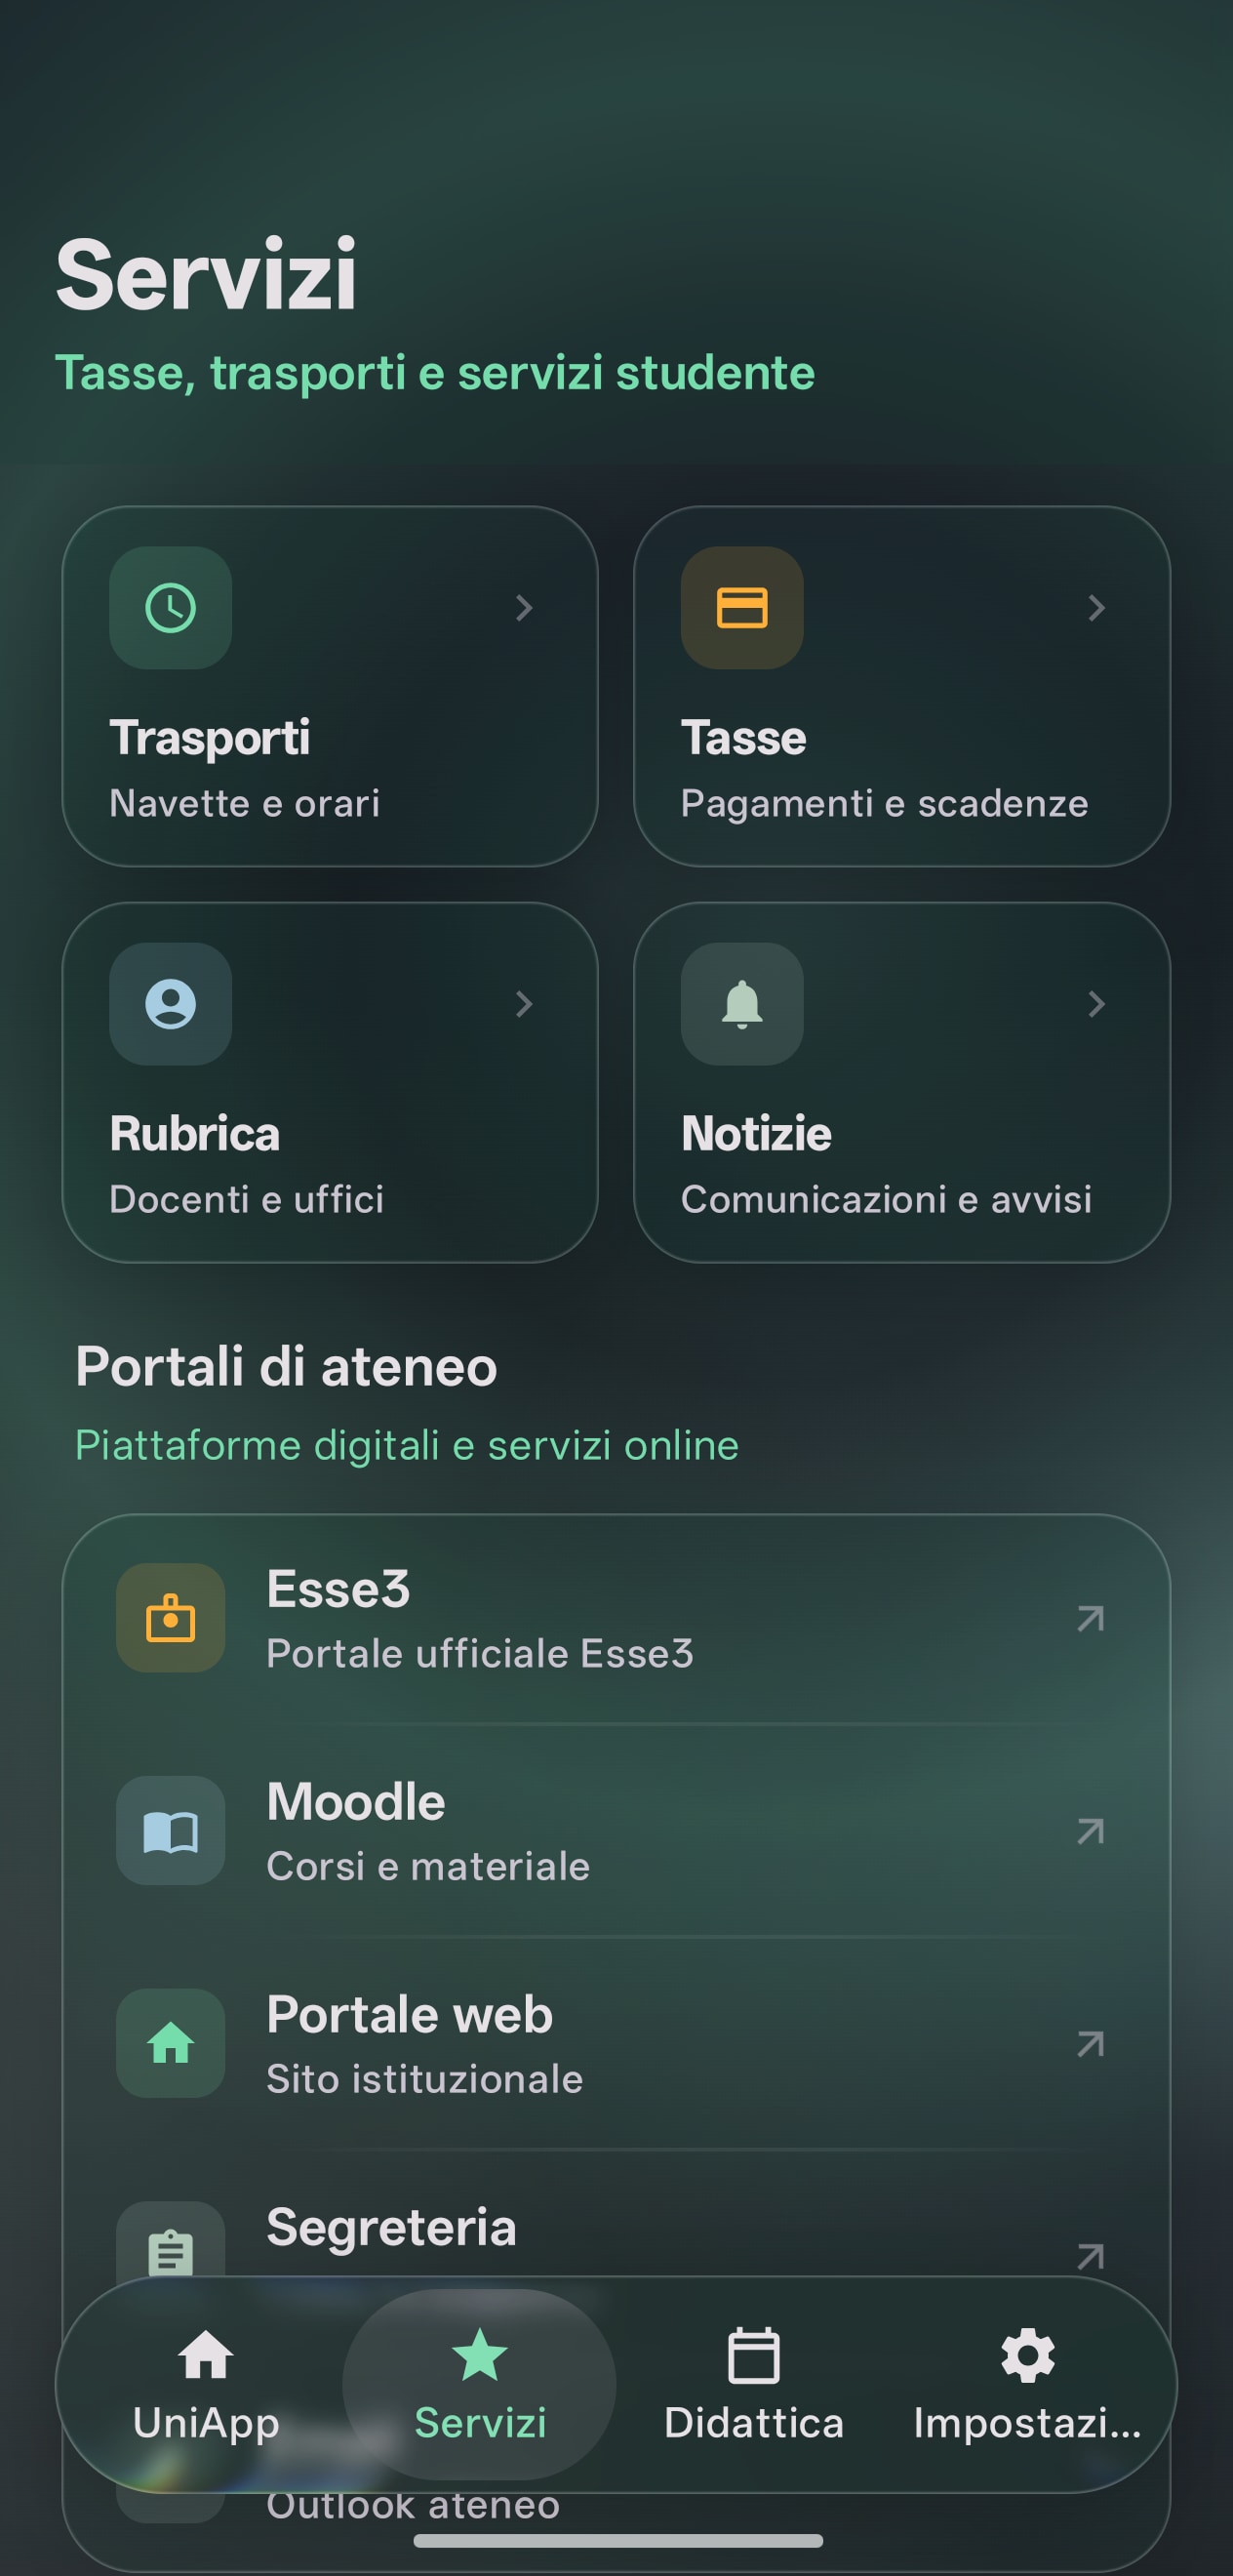 Servizi
Tasse, trasporti e servizi studente
Trasporti
Navette e orari
Tasse
Pagamenti e scadenze
Rubrica
Docenti e uffici
Notizie
Comunicazioni e avvisi
Portali di ateneo
Piattaforme digitali e servizi online
Esse3
Portale ufficiale Esse3
Moodle
Corsi e materiale
Portale web
Sito istituzionale
Segreteria
UniApp
Servizi
Didattica
Impostazi...
Outlook ateneo